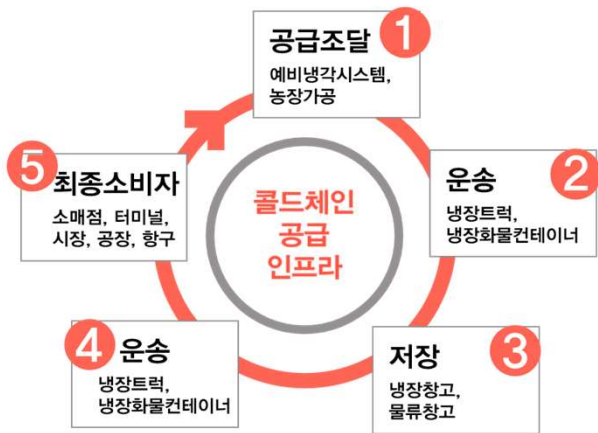 공급조달 1
예비냉각시스템,
농장가공
운송 2
냉장트럭,
냉장화물컨테이너
저장 3
냉장창고,
물류창고
4 운송
냉장트럭,
냉장화물컨테이너
5 최종소비자
소매점, 터미널,
시장, 공장, 항구
콜드체인
공급
인프라